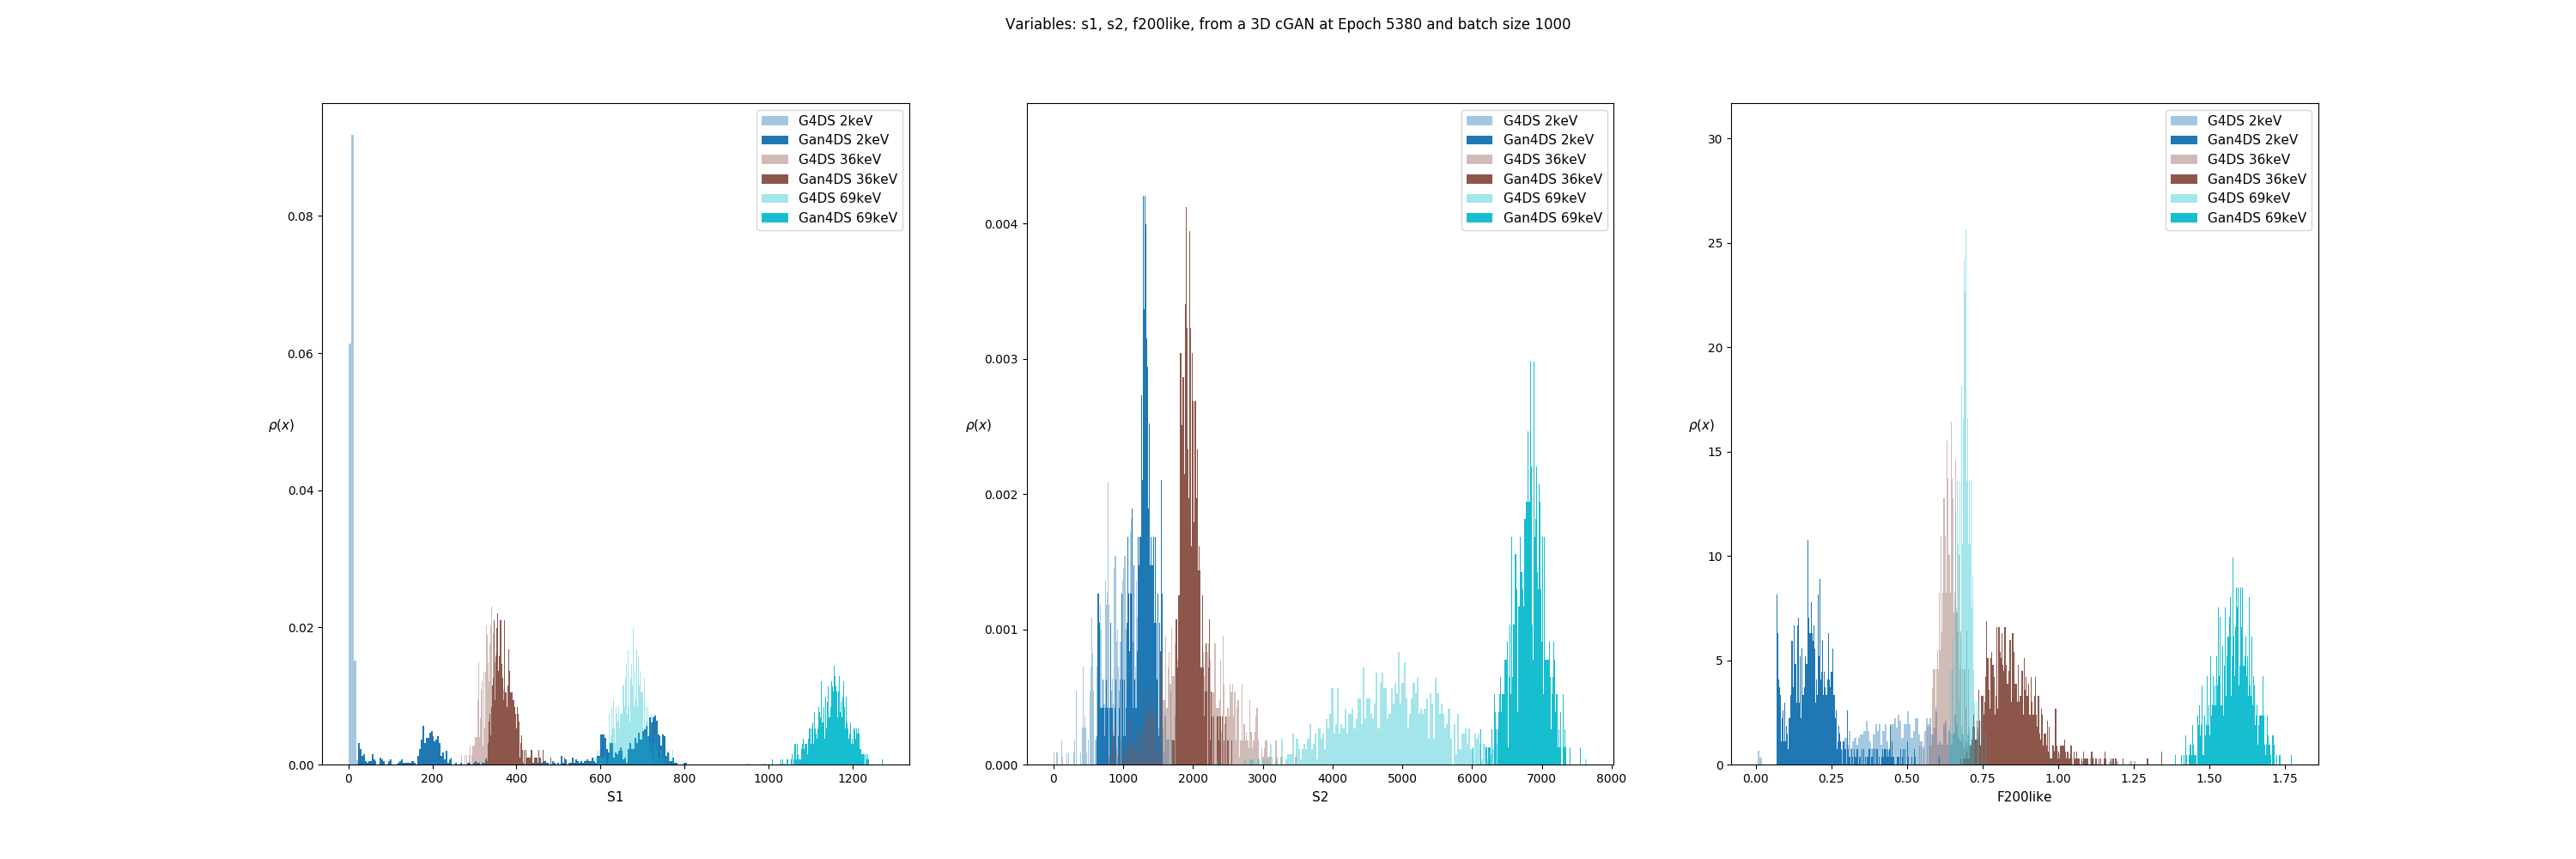 Variables: s1, s2, f200like, from a 3D cGAN at Epoch 5380 and batch size 1000
G4DS 2keV
Gan4DS 2keV
G4DS 36keV
Gan4DS 36keV
G4DS 69keV
Gan4DS 69keV
0.08
0.06
ρ(x)
0.04
0.02
0.00
0 200 400 600 800 1000 1200
S1
G4DS 2keV
Gan4DS 2keV
G4DS 36keV
Gan4DS 36keV
G4DS 69keV
Gan4DS 69keV
0.004
0.003
ρ(x)
0.002
0.001
0.000
0 1000 2000 3000 4000 5000 6000 7000 8000
S2
G4DS 2keV
Gan4DS 2keV
G4DS 36keV
Gan4DS 36keV
G4DS 69keV
Gan4DS 69keV
30
25
20
ρ(x)
15
10
5
0
0.00 0.25 0.50 0.75 1.00 1.25 1.50 1.75
F200like